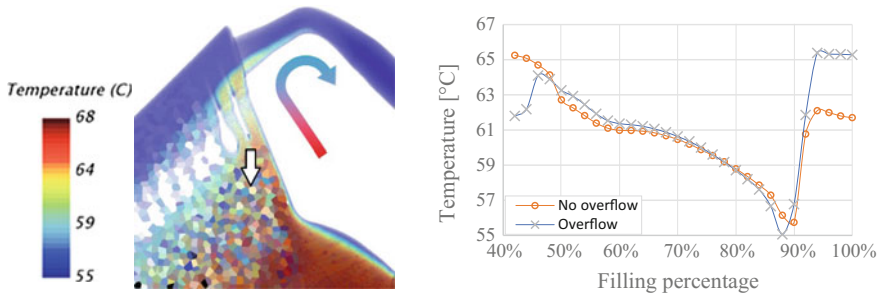 Temperature (C)
68
64
59
55
Temperature [°C]
67
65
63
61
59
57
55
No overflow
Overflow
40% 50% 60% 70% 80% 90% 100%
Filling percentage